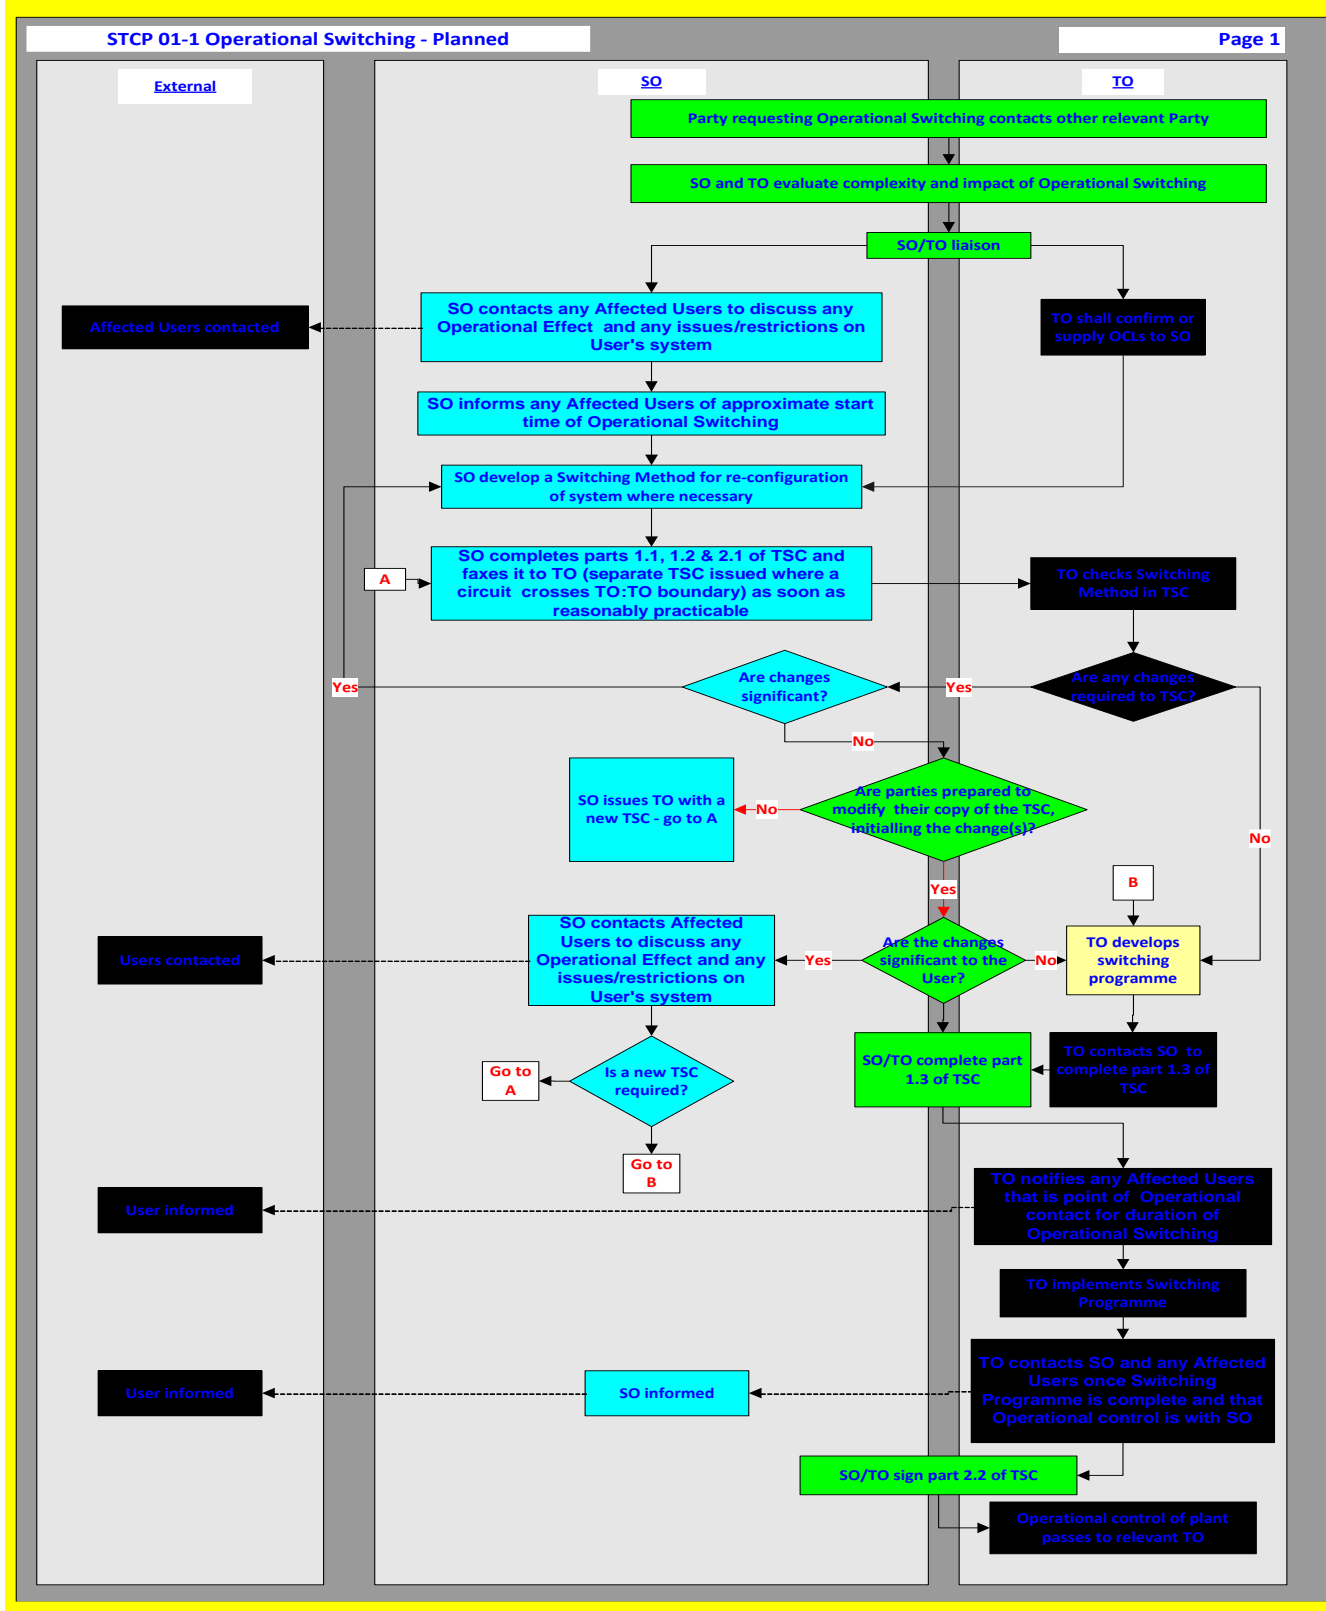 STCP 01-1 Operational Switching - Planned
Page 1
External
SO
TO
Party requesting Operational Switching contacts other relevant Party
SO and TO evaluate complexity and impact of Operational Switching
SO/TO liaison
Affected Users contacted
SO contacts any Affected Users to discuss any
Operational Effect and any issues/restrictions on
User's system
TO shall confirm or
supply OCLs to SO
SO informs any Affected Users of approximate start
time of Operational Switching
SO develop a Switching Method for re-configuration
of system where necessary
A
SO completes parts 1.1, 1.2 & 2.1 of TSC and
faxes it to TO (separate TSC issued where a
circuit crosses TO:TO boundary) as soon as
reasonably practicable
TO checks Switching
Method in TSC
Yes
Are changes
significant?
Yes
Are any changes
required to TSC?
No
SO issues TO with a
new TSC - go to A
No
Are parties prepared to
modify their copy of the TSC,
initialling the change(s)?
No
Yes
B
Users contacted
SO contacts Affected
Users to discuss any
Operational Effect and any
issues/restrictions on
User's system
Yes
Are the changes
significant to the
User?
No
TO develops
switching
programme
Go to
A
Is a new TSC
required?
SO/TO complete part
1.3 of TSC
TO contacts SO to
complete part 1.3 of
TSC
Go to
B
User informed
TO notifies any Affected Users
that is point of Operational
contact for duration of
Operational Switching
TO implements Switching
Programme
User informed
SO informed
TO contacts SO and any Affected
Users once Switching
Programme is complete and that
Operational control is with SO
SO/TO sign part 2.2 of TSC
Operational control of plant
passes to relevant TO